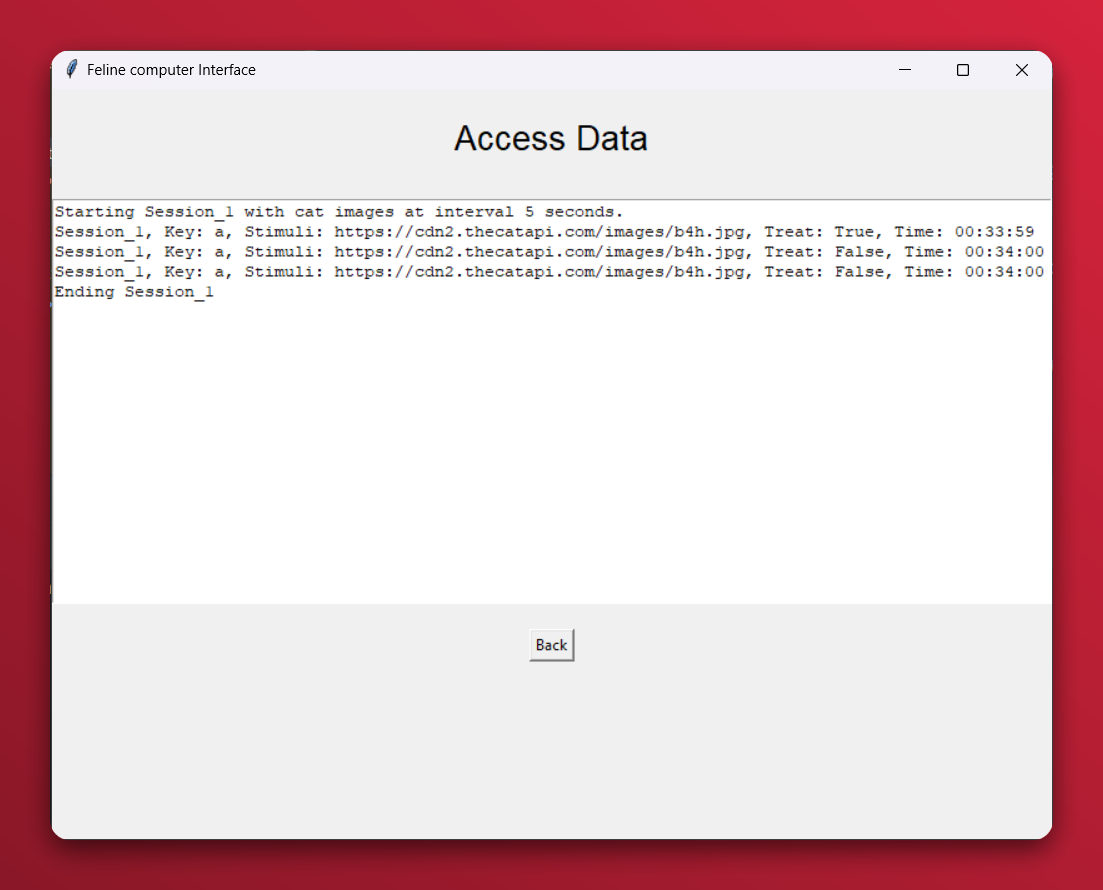 Feline computer Interface
Access Data
Starting Session_1 with cat images at interval 5 seconds.
Session_1, Key: a, Stimuli: https://cdn2.thecatapi.com/images/b4h.jpg, Treat: True, Time: 00:33:59
Session_1, Key: a, Stimuli: https://cdn2.thecatapi.com/images/b4h.jpg, Treat: False, Time: 00:34:00
Session_1, Key: a, Stimuli: https://cdn2.thecatapi.com/images/b4h.jpg, Treat: False, Time: 00:34:00
Ending Session_1
Back